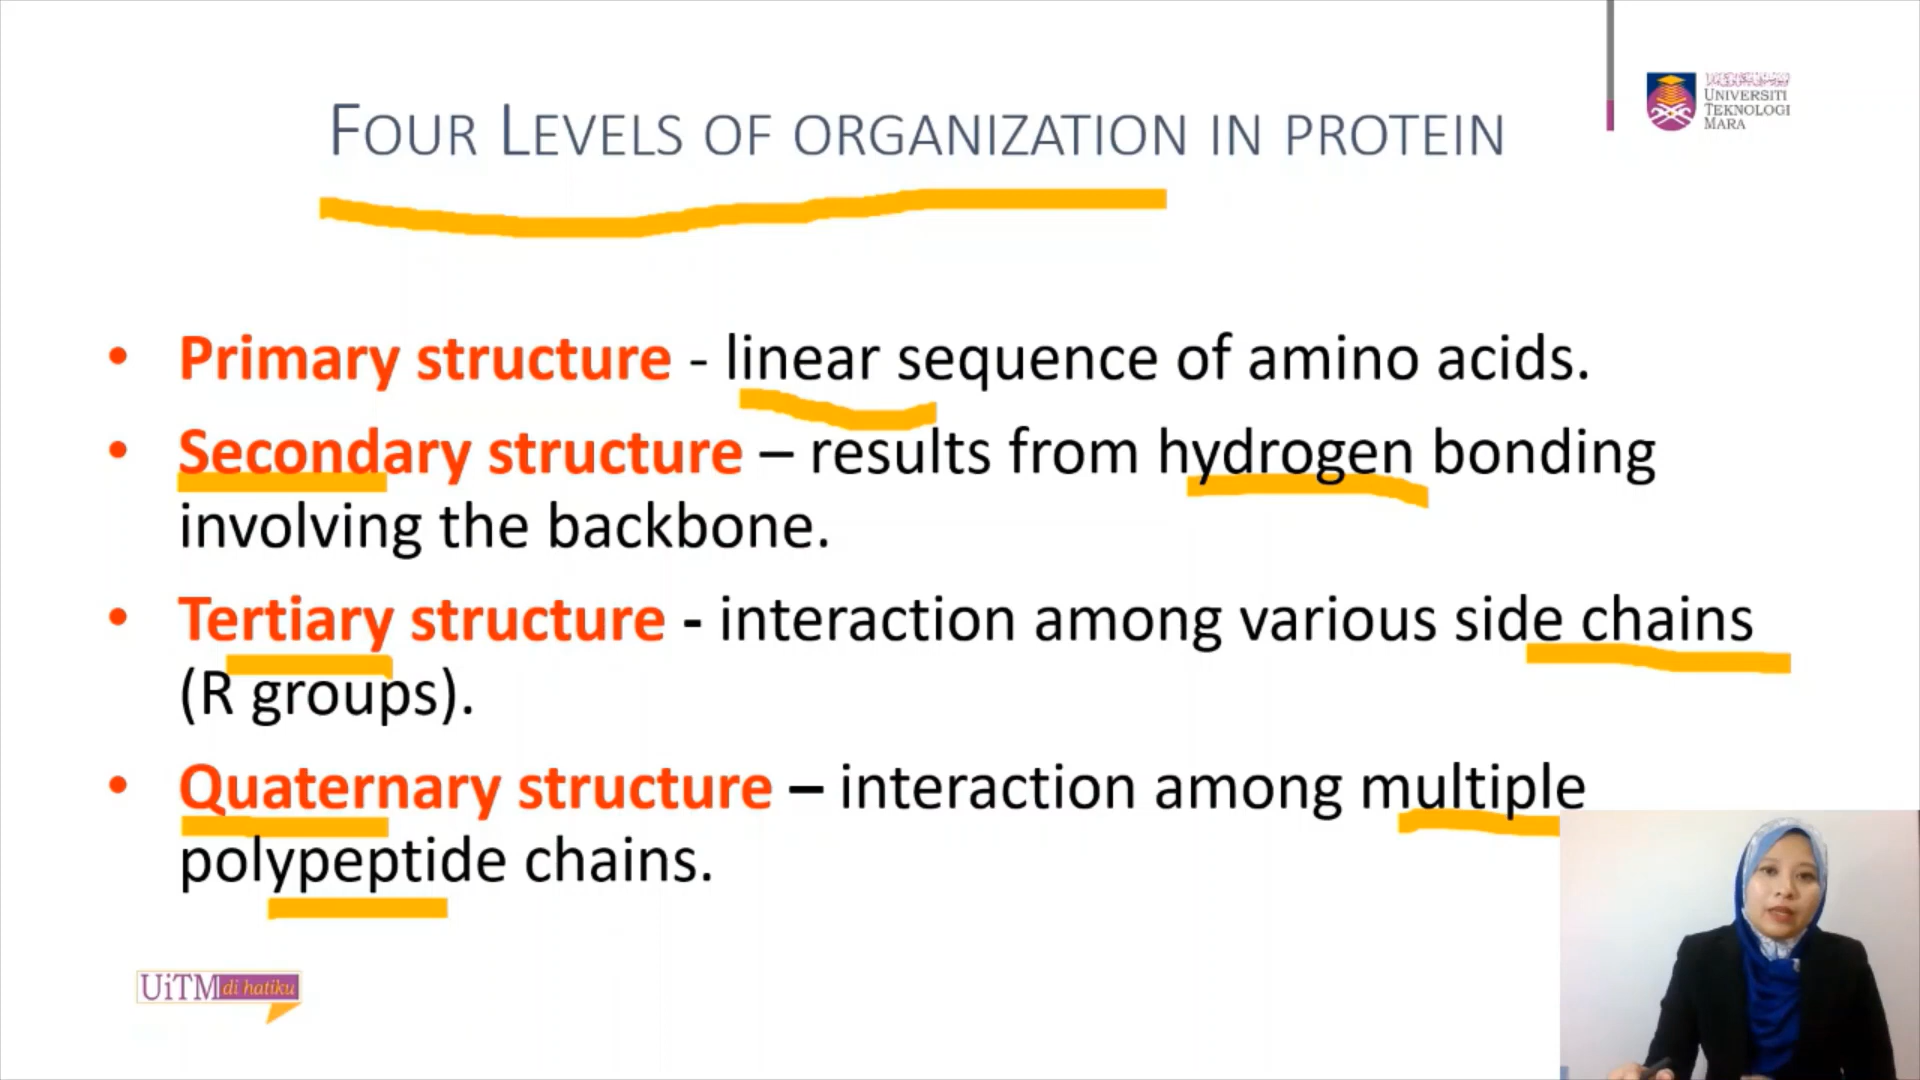 FOUR LEVELS OF ORGANIZATION IN PROTEIN
UNIVERSITI
TEKNOLOGI
MARA
• Primary structure - linear sequence of amino acids.
• Secondary structure – results from hydrogen bonding
involving the backbone.
• Tertiary structure - interaction among various side chains
(R groups).
• Quaternary structure – interaction among multiple
polypeptide chains.
UiTM di hatiku